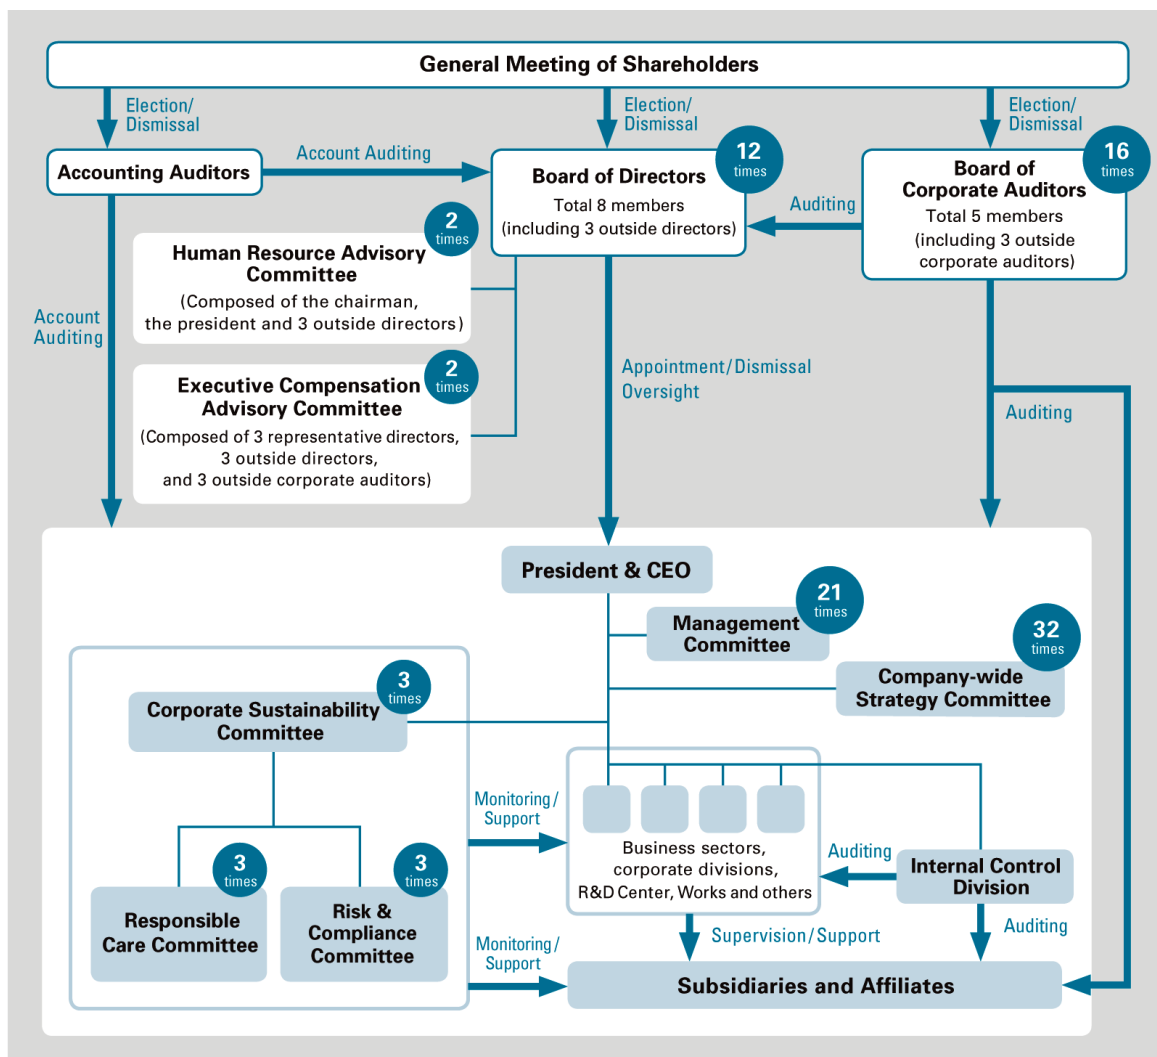 General Meeting of Shareholders
Election/
Dismissal
Election/
Dismissal
Election/
Dismissal
Accounting Auditors
Account Auditing
Board of Directors
Total 8 members
(including 3 outside directors)
12
times
Auditing
Board of
Corporate Auditors
Total 5 members
(including 3 outside
corporate auditors)
16
times
Human Resource Advisory
Committee
(Composed of the chairman,
the president and 3 outside directors)
2
times
Account
Auditing
Executive Compensation
Advisory Committee
(Composed of 3 representative directors,
3 outside directors,
and 3 outside corporate auditors)
2
times
Appointment/Dismissal
Oversight
Auditing
President & CEO
Management
Committee
21
times
Company-wide
Strategy Committee
32
times
Corporate Sustainability
Committee
3
times
Monitoring/
Support
Business sectors,
corporate divisions,
R&D Center, Works and others
Auditing
Internal Control
Division
Responsible
Care Committee
3
times
Risk &
Compliance
Committee
3
times
Monitoring/
Support
Supervision/Support
Auditing
Subsidiaries and Affiliates